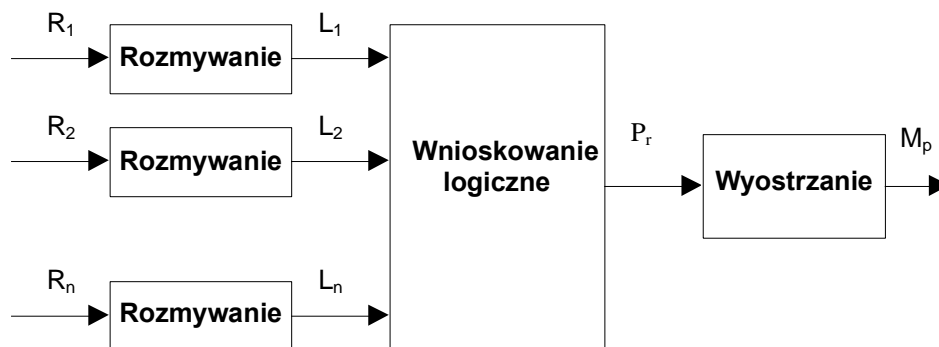 R₁ Rozmywanie L₁
R₂ Rozmywanie L₂
Rₙ Rozmywanie Lₙ
Wnioskowanie
logiczne
Pᵣ
Wyostrzanie
Mₚ